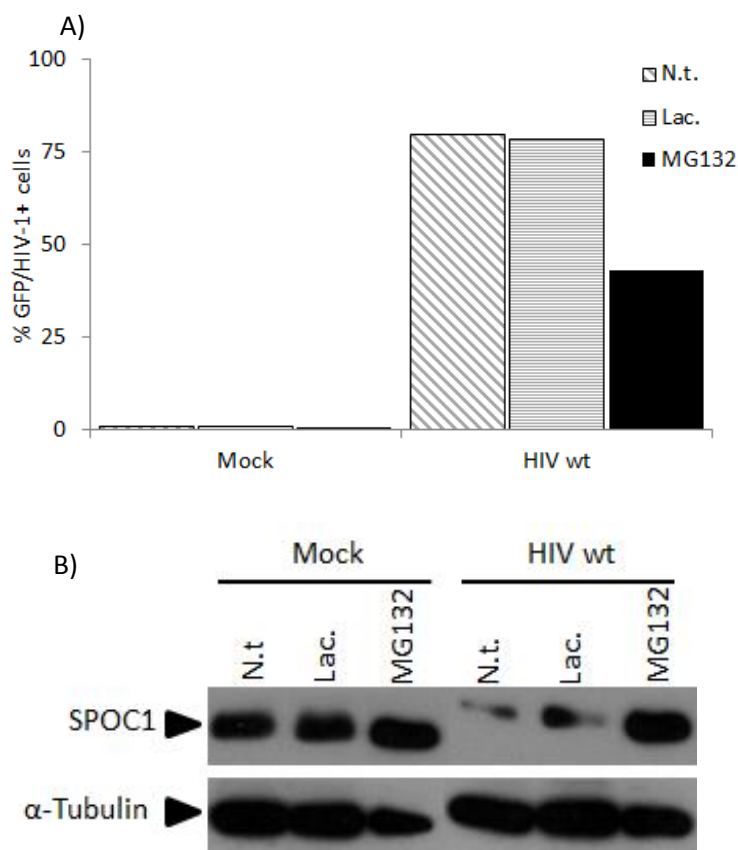 A)
% GFP/HIV-1+ cells
100
75
50
25
0
Mock
HIV wt
N.t.
Lac.
MG132
B)
Mock
HIV wt
N.t
Lac.
MG132
N.t.
Lac.
MG132
SPOC1
α-Tubulin